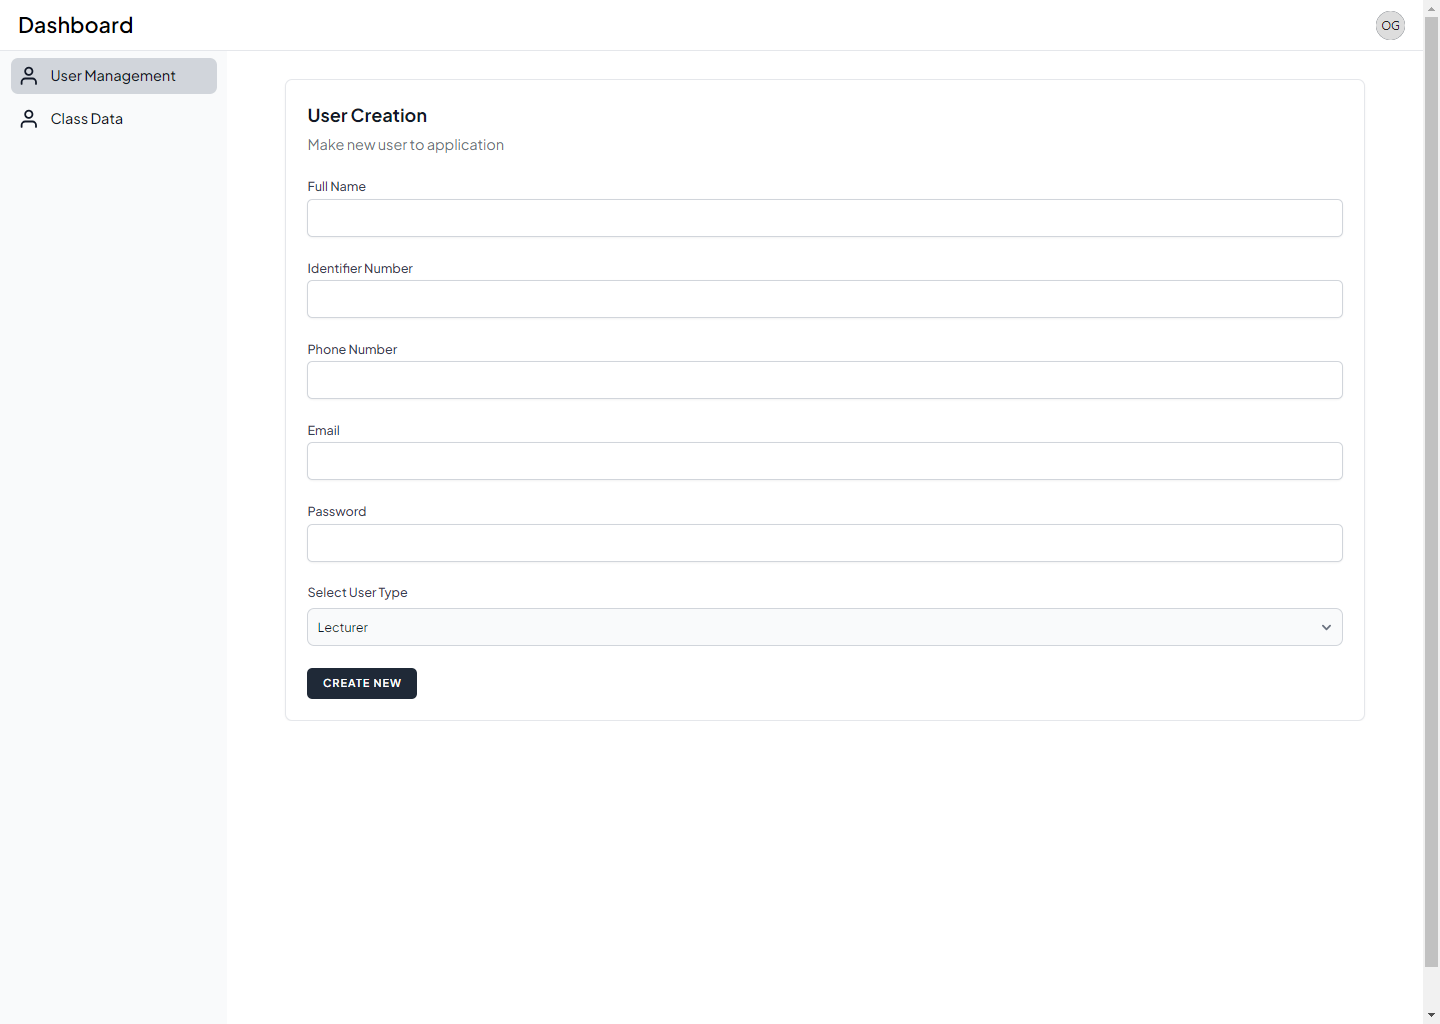 Dashboard
OG
User Management
Class Data
User Creation
Make new user to application
Full Name
Identifier Number
Phone Number
Email
Password
Select User Type
Lecturer
CREATE NEW